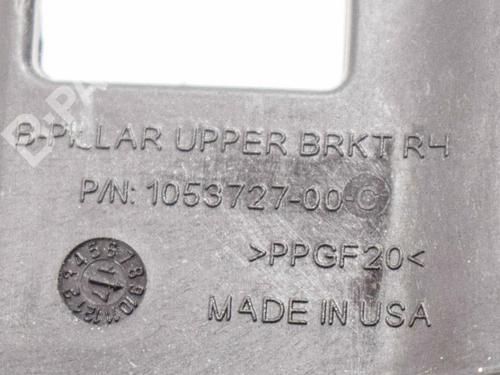 B-PILLAR UPPER BRKT RH
P/N: 1053727-00-C
>PPGF20<
MADE IN USA